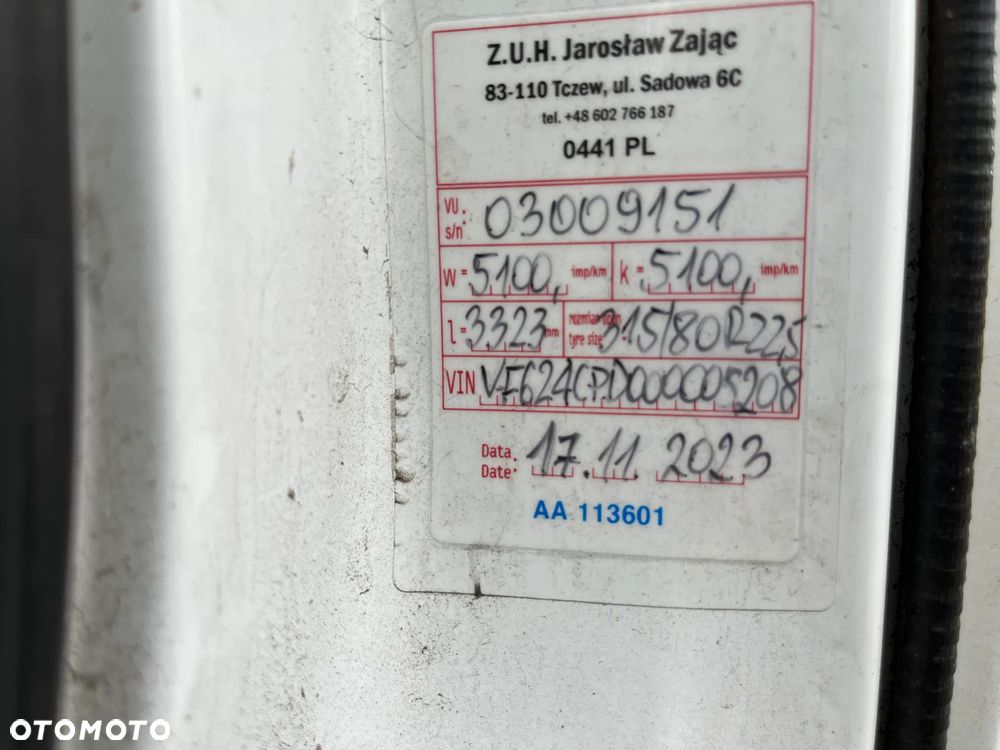 Z.U.H. Jarosław Zając
83-110 Tczew, ul. Sadowa 6C
tel. +48 602 766 187
0441 PL
VU. s/n: 03009151
W = 5100, imp/km k = 5100, imp/km
l = 3323 mm rozmiar tyre size 315/80R22,5
VIN VF624CPD000005208
Data. Date: 17.11.2023
AA 113601
OTOMOTO